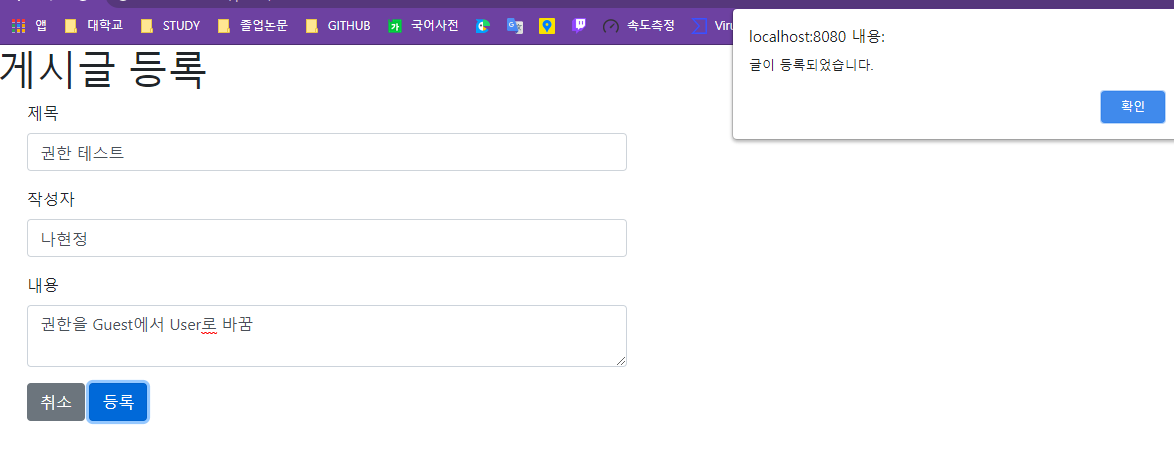 앱 대학교 STUDY 졸업논문 GITHUB 국어사전 속도측정 Viru
localhost:8080 내용:
글이 등록되었습니다.
확인
게시글 등록
제목
권한 테스트
작성자
나현정
내용
권한을 Guest에서 User로 바꿈
취소 등록